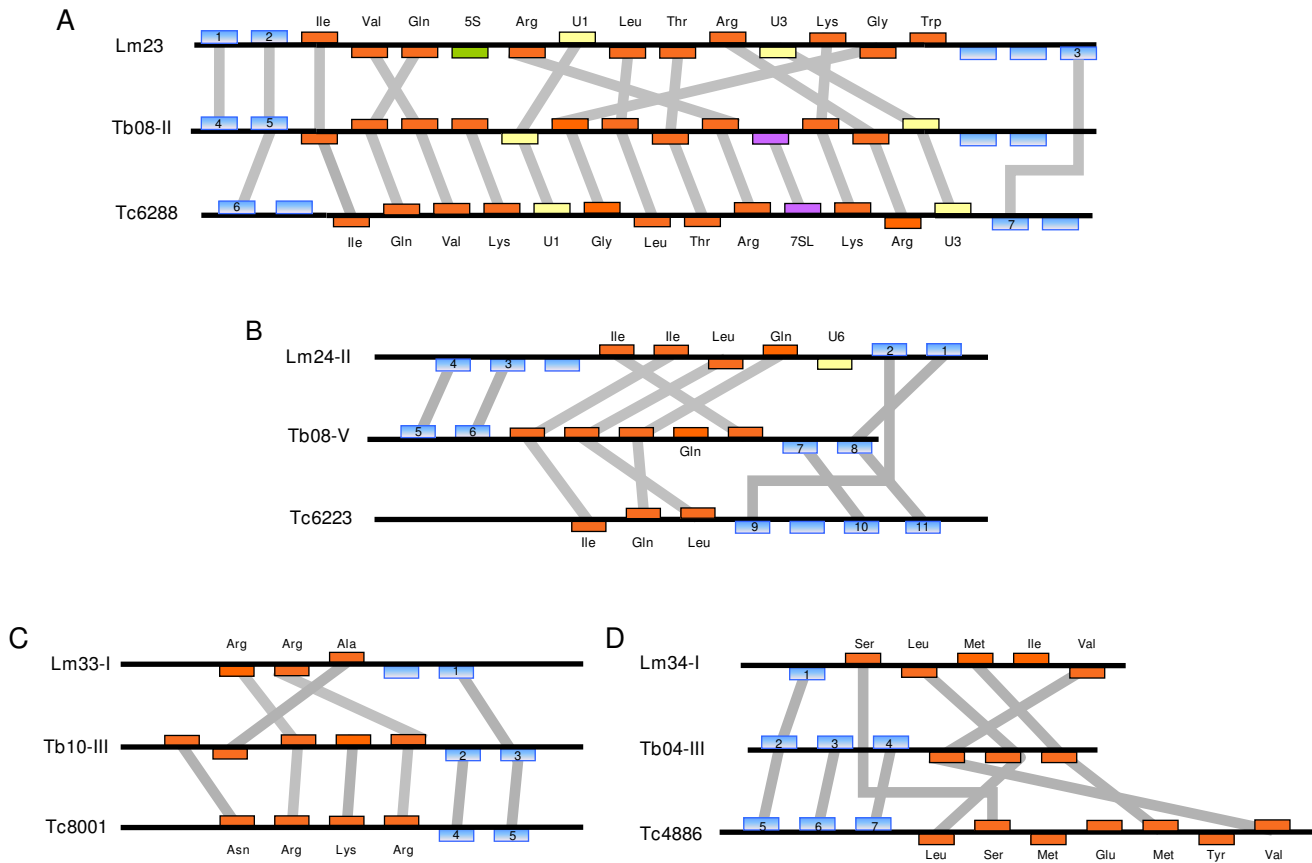 A
Ile Val Gln 5S Arg U1 Leu Thr Arg U3 Lys Gly Trp
Lm23 1 2 3
Tb08-II 4 5
Tc6288 6 7
Ile Gln Val Lys U1 Gly Leu Thr Arg 7SL Lys Arg U3
B
Ile Ile Leu Gln U6
Lm24-II 4 3 2 1
Tb08-V 5 6 7 8
Gln
Tc6223 9 10 11
Ile Gln Leu
C
Arg Arg Ala
Lm33-I 1
Tb10-III 2 3
Tc8001 4 5
Asn Arg Lys Arg
D
Ser Leu Met Ile Val
Lm34-I 1
Tb04-III 2 3 4
Tc4886 5 6 7
Leu Ser Met Glu Met Tyr Val